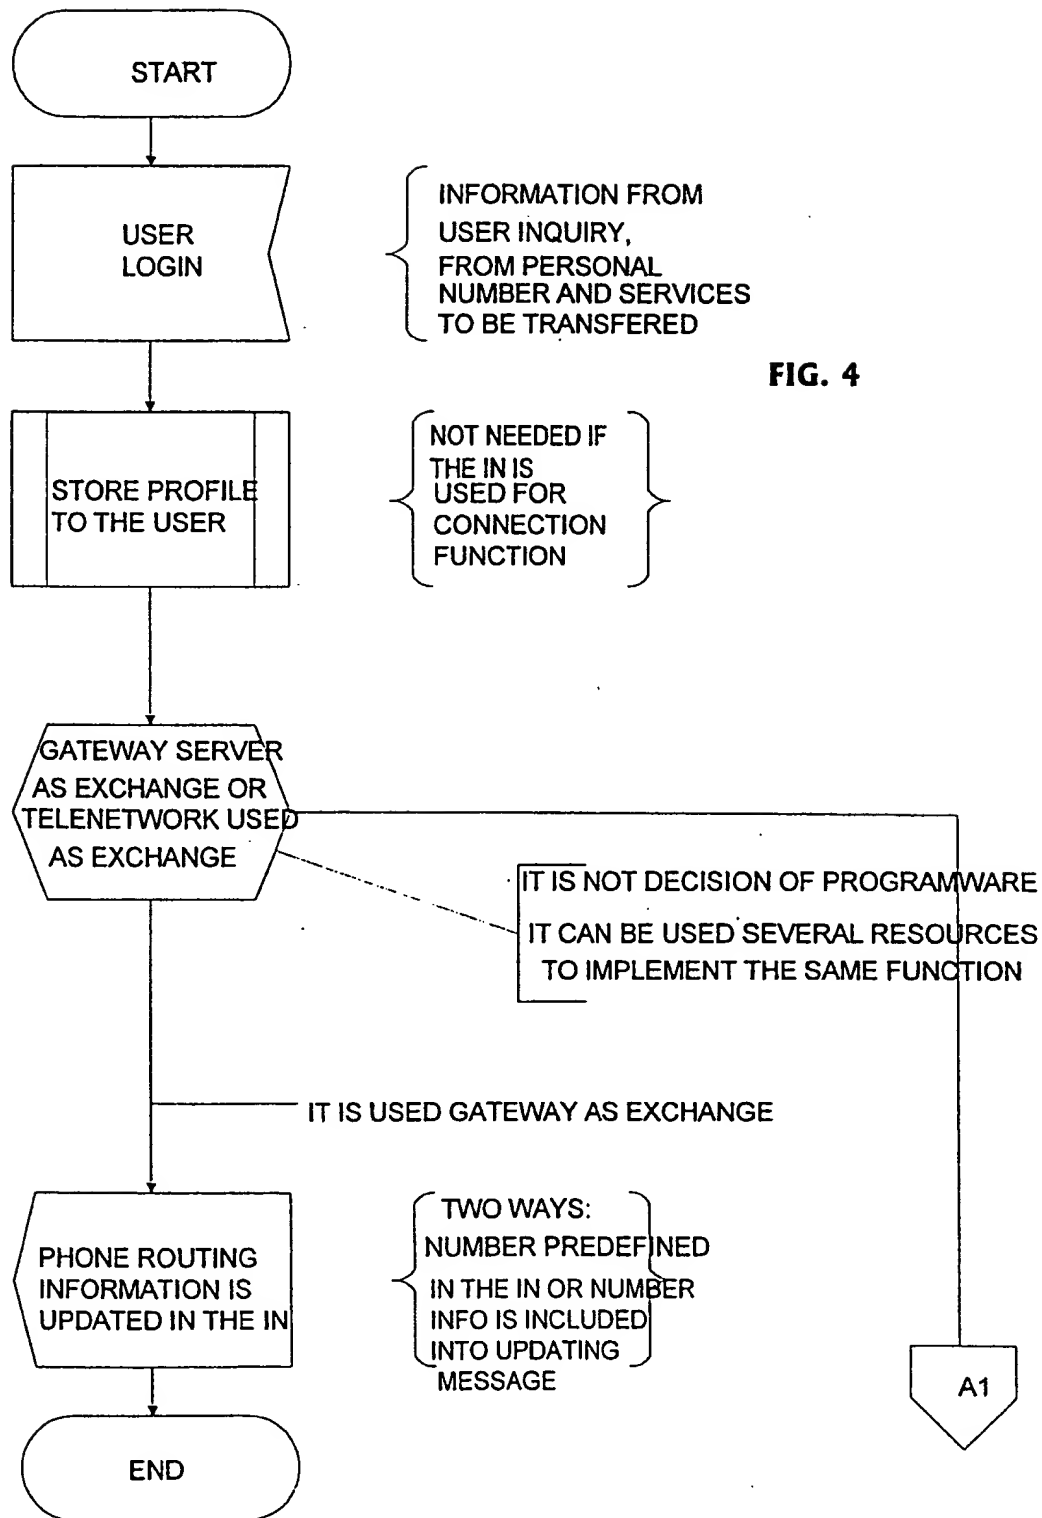 START
USER
LOGIN
INFORMATION FROM
USER INQUIRY,
FROM PERSONAL
NUMBER AND SERVICES
TO BE TRANSFERED
FIG. 4
STORE PROFILE
TO THE USER
NOT NEEDED IF
THE IN IS
USED FOR
CONNECTION
FUNCTION
GATEWAY SERVER
AS EXCHANGE OR
TELENETWORK USED
AS EXCHANGE
IT IS NOT DECISION OF PROGRAMWARE
IT CAN BE USED SEVERAL RESOURCES
TO IMPLEMENT THE SAME FUNCTION
IT IS USED GATEWAY AS EXCHANGE
PHONE ROUTING
INFORMATION IS
UPDATED IN THE IN
TWO WAYS:
NUMBER PREDEFINED
IN THE IN OR NUMBER
INFO IS INCLUDED
INTO UPDATING
MESSAGE
A1
END